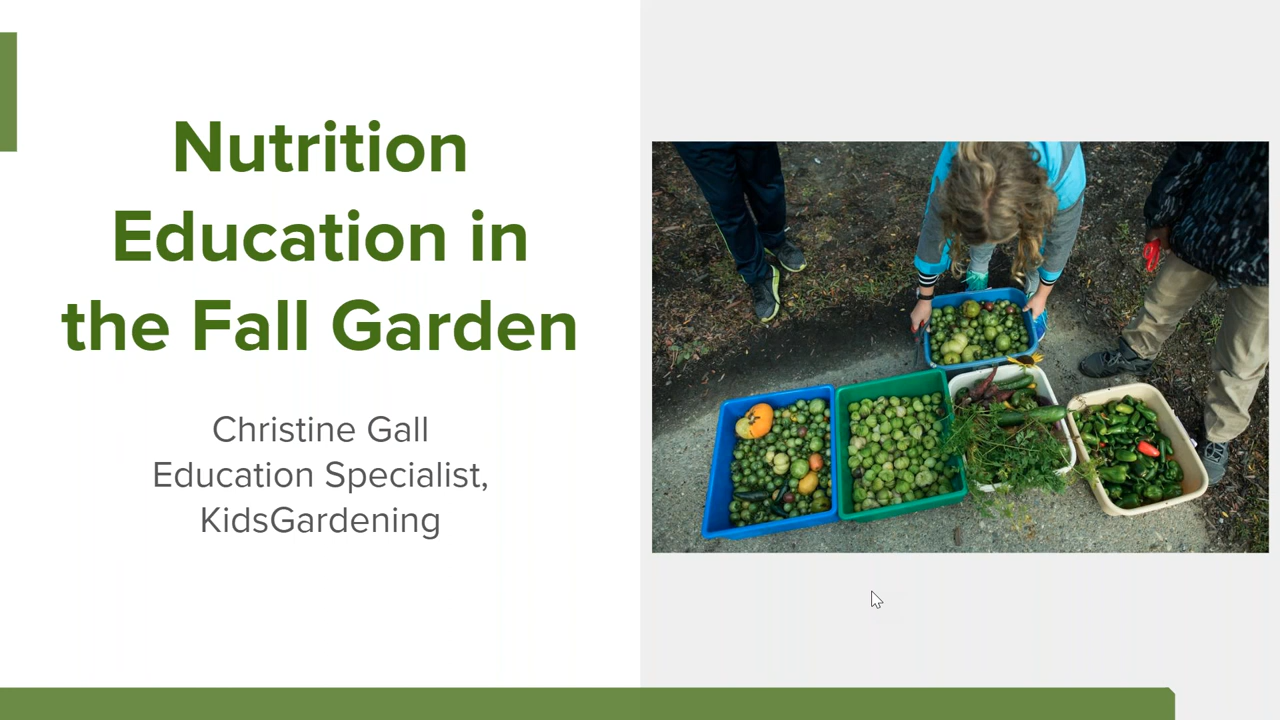 Nutrition
Education in
the Fall Garden
Christine Gall
Education Specialist,
KidsGardening